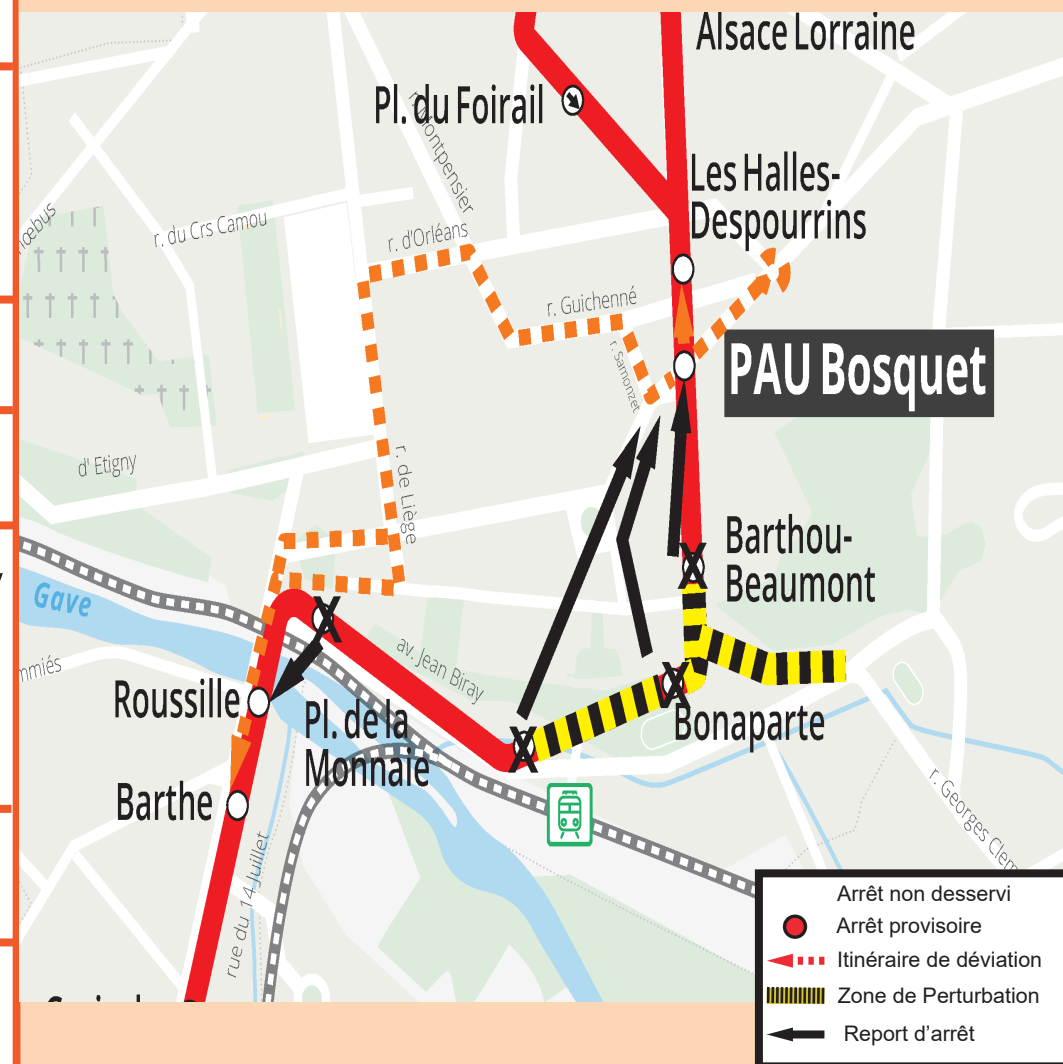 Alsace Lorraine
Pl. du Foirail
r. Montpensier
Les Halles-
Despourrins
r. du Crs Camou
r. d'Orléans
r. Guichenné
r. Samonzet
PAU Bosquet
d' Etigny
r. de Liège
Barthou-
Beaumont
Gave
av. Jean Biray
Roussille
Pl. de la
Monnaie
Bonaparte
Barthe
r. Georges Clem
rue du 14 Juillet
Arrêt non desservi
Arrêt provisoire
Itinéraire de déviation
Zone de Perturbation
Report d'arrêt